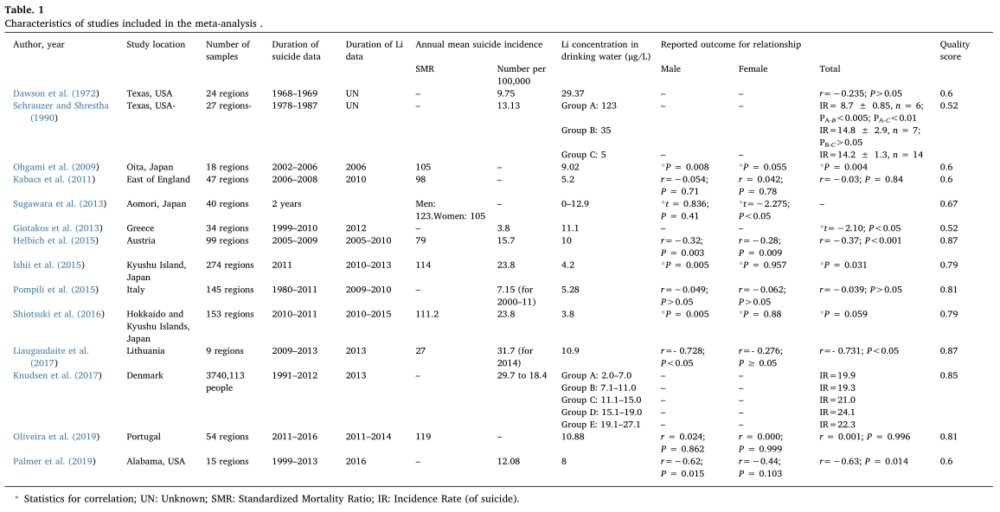 Table. 1
Characteristics of studies included in the meta-analysis .
Author, year Study location Number of samples Duration of suicide data Duration of Li data Annual mean suicide incidence Li concentration in drinking water (μg/L) Reported outcome for relationship Quality score
SMR Number per 100,000 Male Female Total
Dawson et al. (1972) Texas, USA 24 regions 1968–1969 UN – 9.75 29.37 – – r=−0.235; P>0.05 0.6
Schrauzer and Shrestha Texas, USA- 27 regions- 1978–1987 UN – 13.13 Group A: 123 – – IR= 8.7 ± 0.85, n = 6; 0.52
(1990) PA-B<0.005; PA-C<0.01
Group B: 35 IR=14.8 ± 2.9, n = 7;
PB-C>0.05
Group C: 5 – – IR=14.2 ± 1.3, n = 14
Ohgami et al. (2009) Oita, Japan 18 regions 2002–2006 2006 105 – 9.02 *P = 0.008 *P = 0.055 *P = 0.004 0.6
Kabacs et al. (2011) East of England 47 regions 2006–2008 2010 98 – 5.2 r=−0.054; r = 0.042; r=−0.03; P = 0.84 0.6
P = 0.71 P = 0.78
Sugawara et al. (2013) Aomori, Japan 40 regions 2 years Men: – 0–12.9 *t = 0.836; *t=−2.275; – 0.67
123.Women: 105 P = 0.41 P<0.05
Giotakos et al. (2013) Greece 34 regions 1999–2010 2012 – 3.8 11.1 – – *t=−2.10; P<0.05 0.52
Helbich et al. (2015) Austria 99 regions 2005–2009 2005–2010 79 15.7 10 r=−0.32; r=−0.28; r=−0.37; P<0.001 0.87
P = 0.003 P = 0.009
Ishii et al. (2015) Kyushu Island, 274 regions 2011 2010–2013 114 23.8 4.2 *P = 0.005 *P = 0.957 *P = 0.031 0.79
Japan
Pompili et al. (2015) Italy 145 regions 1980–2011 2009–2010 – 7.15 (for 5.28 r=−0.049; r=−0.062; r=−0.039; P>0.05 0.81
2000–11) P>0.05 P>0.05
Shiotsuki et al. (2016) Hokkaido and 153 regions 2010–2011 2010–2015 111.2 23.8 3.8 *P = 0.005 *P = 0.88 *P = 0.059 0.79
Kyushu Islands,
Japan
Liaugaudaite et al. Lithuania 9 regions 2009–2013 2013 27 31.7 (for 10.9 r=- 0.728; r=- 0.276; r=- 0.731; P<0.05 0.87
(2017) 2014) P<0.05 P ≥ 0.05
Knudsen et al. (2017) Denmark 3740,113 1991–2012 2013 – 29.7 to 18.4 Group A: 2.0–7.0 – – IR=19.9 0.85
people Group B: 7.1–11.0 – – IR=19.3
Group C: 11.1–15.0 – – IR=21.0
Group D: 15.1–19.0 – – IR=24.1
Group E: 19.1–27.1 – – IR=22.3
Oliveira et al. (2019) Portugal 54 regions 2011–2016 2011–2014 119 – 10.88 r = 0.024; r = 0.000; r = 0.001; P = 0.996 0.81
P = 0.862 P = 0.999
Palmer et al. (2019) Alabama, USA 15 regions 1999–2013 2016 – 12.08 8 r=−0.62; r=−0.44; r=−0.63; P = 0.014 0.6
P = 0.015 P = 0.103
* Statistics for correlation; UN: Unknown; SMR: Standardized Mortality Ratio; IR: Incidence Rate (of suicide).